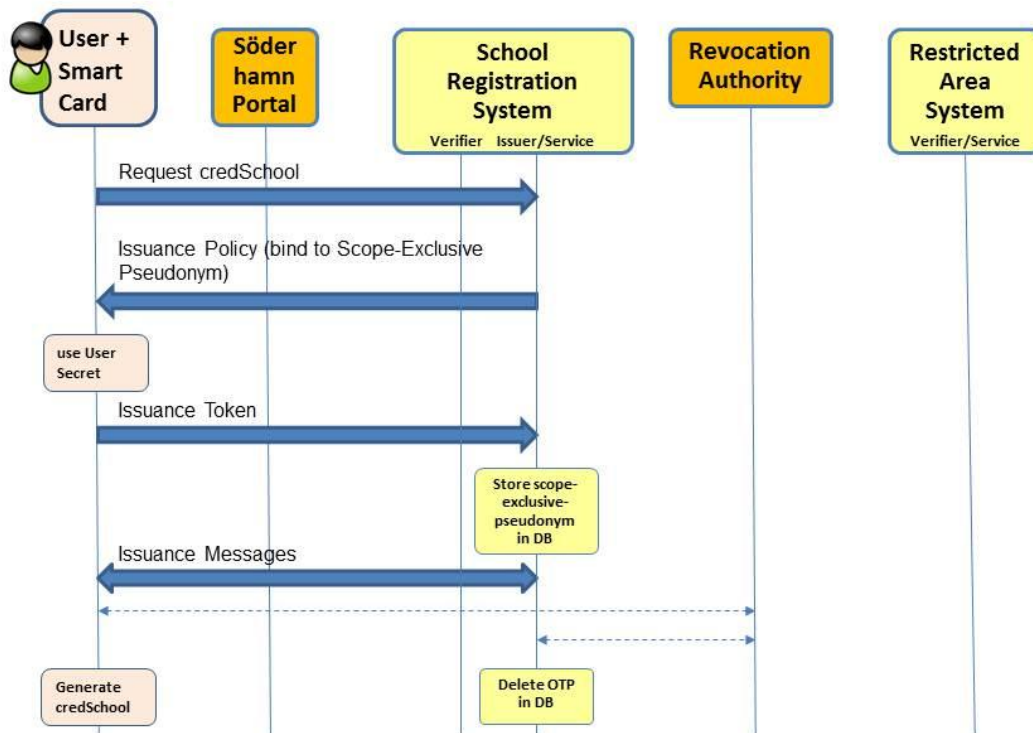 User +
Smart
Card
Söder
hamn
Portal
School
Registration
System
Verifier Issuer/Service
Revocation
Authority
Restricted
Area
System
Verifier/Service
Request credSchool
Issuance Policy (bind to Scope-Exclusive
Pseudonym)
use User
Secret
Issuance Token
Store scope-
exclusive-
pseudonym
in DB
Issuance Messages
Generate
credSchool
Delete OTP
in DB